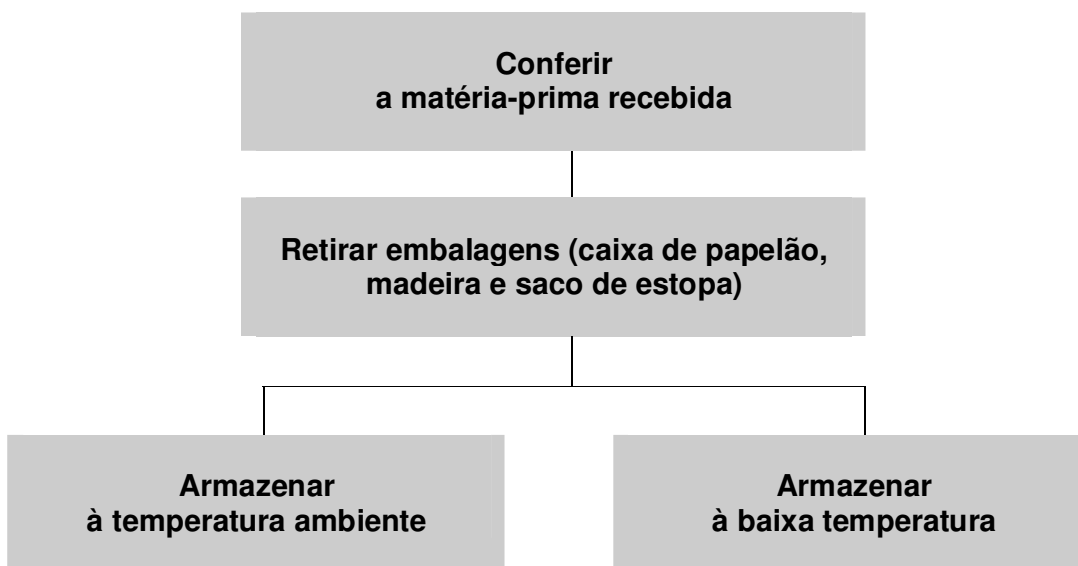 Conferir
a matéria-prima recebida
Retirar embalagens (caixa de papelão,
madeira e saco de estopa)
Armazenar
à temperatura ambiente
Armazenar
à baixa temperatura